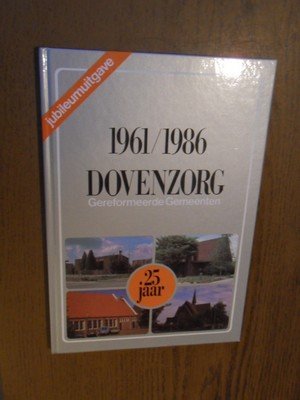 jubileumuitgave
1961/1986
DOVENZORG
Gereformeerde Gemeenten
25
jaar